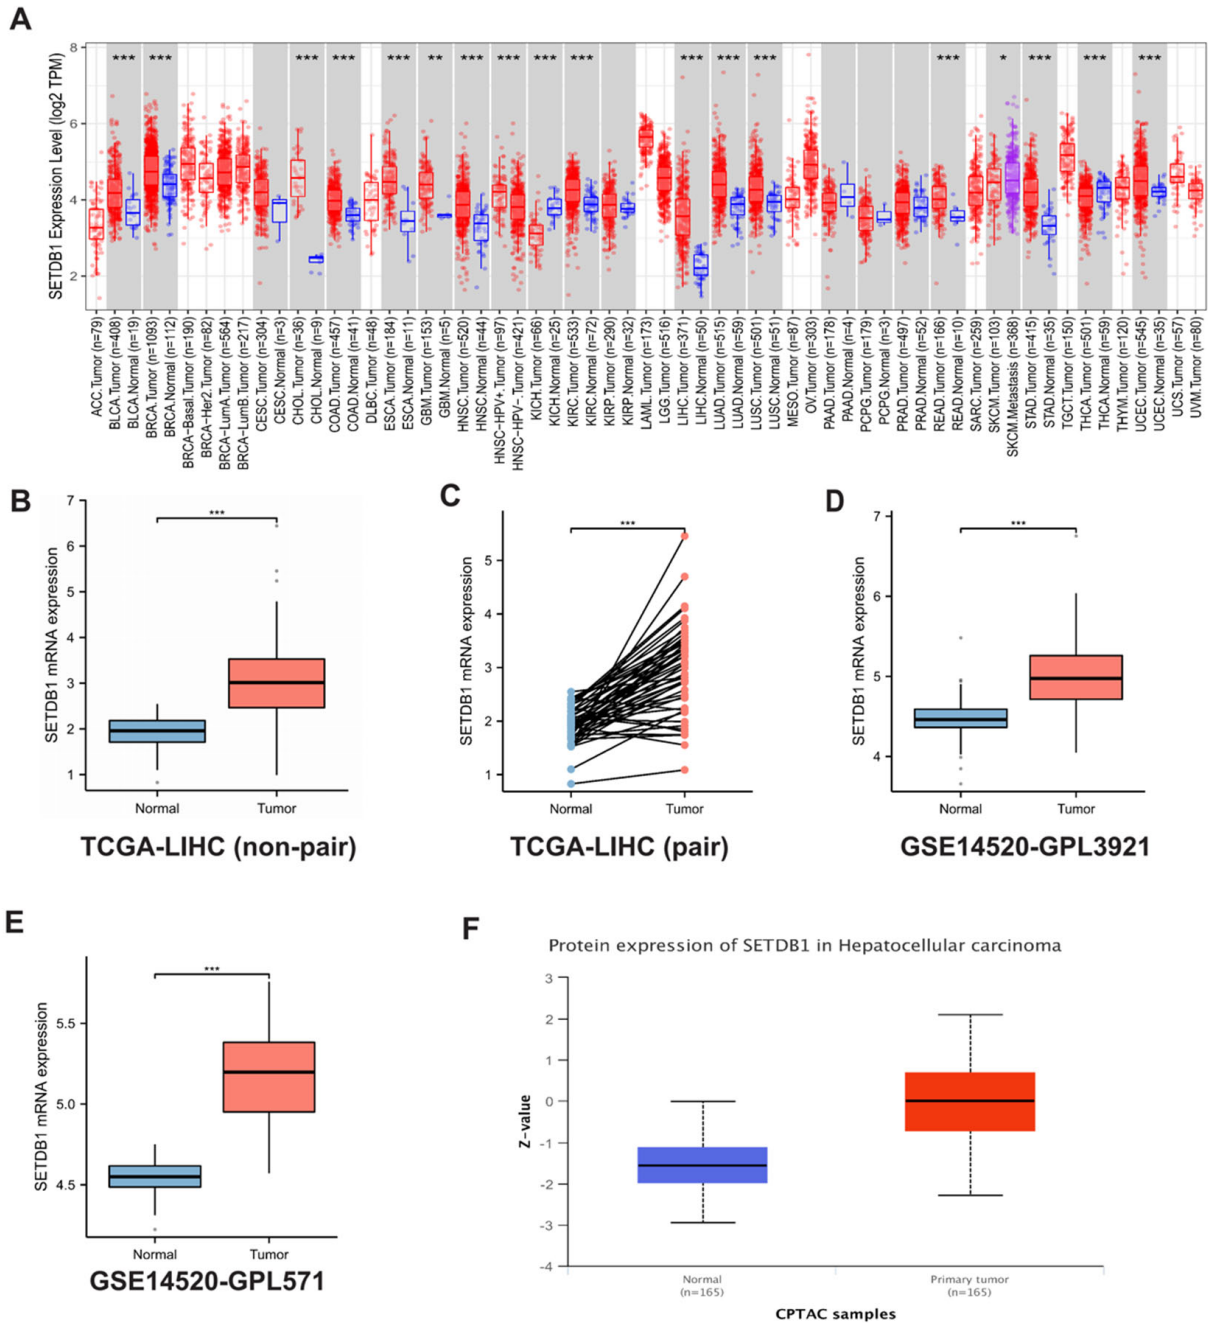 A
SETDB1 Expression Level (log2 TPM)
8
6
4
2
*** *** *** *** *** ** *** *** *** *** *** *** *** *** * *** *** ***
ACC.Tumor (n=79)
BLCA.Tumor (n=408)
BLCA.Normal (n=19)
BRCA.Tumor (n=1093)
BRCA.Normal (n=112)
BRCA-Basal.Tumor (n=190)
BRCA-Her2.Tumor (n=82)
BRCA-LumA.Tumor (n=564)
BRCA-LumB.Tumor (n=217)
CESC.Tumor (n=304)
CESC.Normal (n=3)
CHOL.Tumor (n=36)
CHOL.Normal (n=9)
COAD.Tumor (n=457)
COAD.Normal (n=41)
DLBC.Tumor (n=48)
ESCA.Tumor (n=184)
ESCA.Normal (n=11)
GBM.Tumor (n=153)
GBM.Normal (n=5)
HNSC.Tumor (n=520)
HNSC.Normal (n=44)
HNSC-HPV+.Tumor (n=97)
HNSC-HPV-.Tumor (n=421)
KICH.Tumor (n=66)
KICH.Normal (n=25)
KIRC.Tumor (n=533)
KIRC.Normal (n=72)
KIRP.Tumor (n=290)
KIRP.Normal (n=32)
LAML.Tumor (n=173)
LGG.Tumor (n=516)
LIHC.Tumor (n=371)
LIHC.Normal (n=50)
LUAD.Tumor (n=515)
LUAD.Normal (n=59)
LUSC.Tumor (n=501)
LUSC.Normal (n=51)
MESO.Tumor (n=87)
OV.Tumor (n=303)
PAAD.Tumor (n=178)
PAAD.Normal (n=4)
PCPG.Tumor (n=179)
PCPG.Normal (n=3)
PRAD.Tumor (n=497)
PRAD.Normal (n=52)
READ.Tumor (n=166)
READ.Normal (n=10)
SARC.Tumor (n=259)
SKCM.Tumor (n=103)
SKCM.Metastasis (n=368)
STAD.Tumor (n=415)
STAD.Normal (n=35)
TGCT.Tumor (n=150)
THCA.Tumor (n=501)
THCA.Normal (n=59)
THYM.Tumor (n=120)
UCEC.Tumor (n=545)
UCEC.Normal (n=35)
UCS.Tumor (n=57)
UVM.Tumor (n=80)
B
SETDB1 mRNA expression
7
6
5
4
3
2
1
***
Normal Tumor
TCGA-LIHC (non-pair)
C
SETDB1 mRNA expression
5
4
3
2
1
***
Normal Tumor
TCGA-LIHC (pair)
D
SETDB1 mRNA expression
7
6
5
4
***
Normal Tumor
GSE14520-GPL3921
E
SETDB1 mRNA expression
5.5
5.0
4.5
***
Normal Tumor
GSE14520-GPL571
F
Protein expression of SETDB1 in Hepatocellular carcinoma
Z-value
3
2
1
0
-1
-2
-3
-4
Normal Primary tumor
(n=165) (n=165)
CPTAC samples